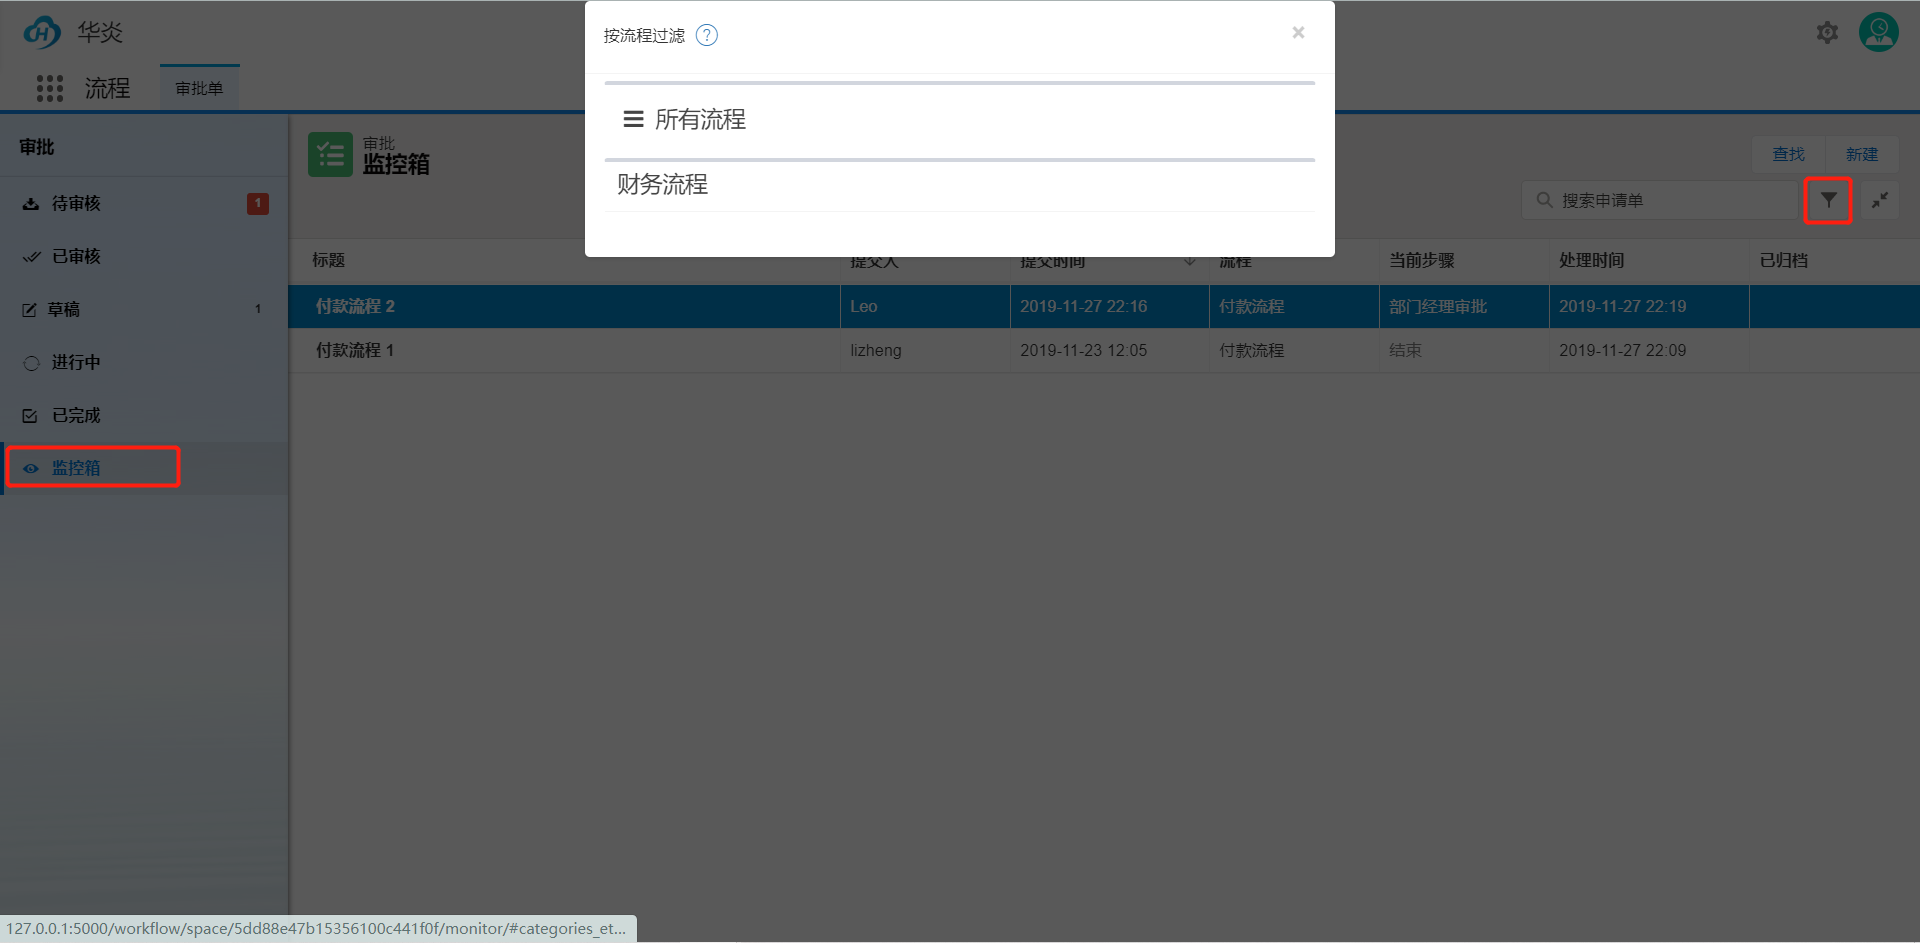 华炎
流程
审批单
按流程过滤 ?
×
所有流程
财务流程
审批
待审核 1
已审核
草稿 1
进行中
已完成
监控箱
审批
监控箱
查找 新建
搜索申请单
标题 提交人 提交时间 流程 当前步骤 处理时间 已归档
付款流程 2 Leo 2019-11-27 22:16 付款流程 部门经理审批 2019-11-27 22:19
付款流程 1 lizheng 2019-11-23 12:05 付款流程 结束 2019-11-27 22:09
127.0.0.1:5000/workflow/space/5dd88e47b15356100c441f0f/monitor/#categories_et...